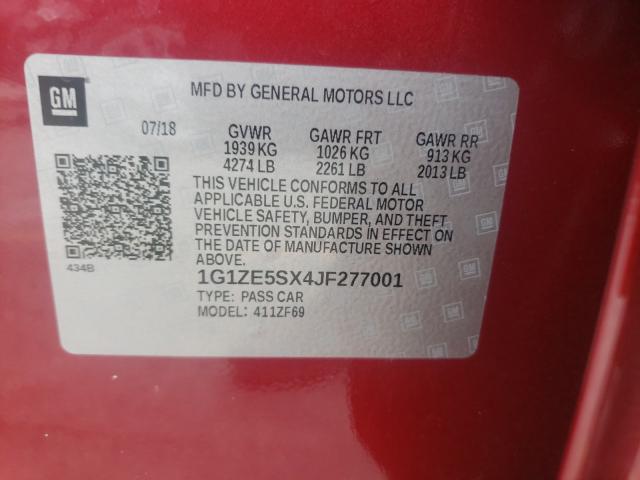 GM
MFD BY GENERAL MOTORS LLC
07/18 GVWR GAWR FRT GAWR RR
1939 KG 1026 KG 913 KG
4274 LB 2261 LB 2013 LB
THIS VEHICLE CONFORMS TO ALL
APPLICABLE U.S. FEDERAL MOTOR
VEHICLE SAFETY, BUMPER, AND THEFT
PREVENTION STANDARDS IN EFFECT ON
THE DATE OF MANUFACTURE SHOWN
ABOVE.
434B
1G1ZE5SX4JF277001
TYPE: PASS CAR
MODEL: 411ZF69